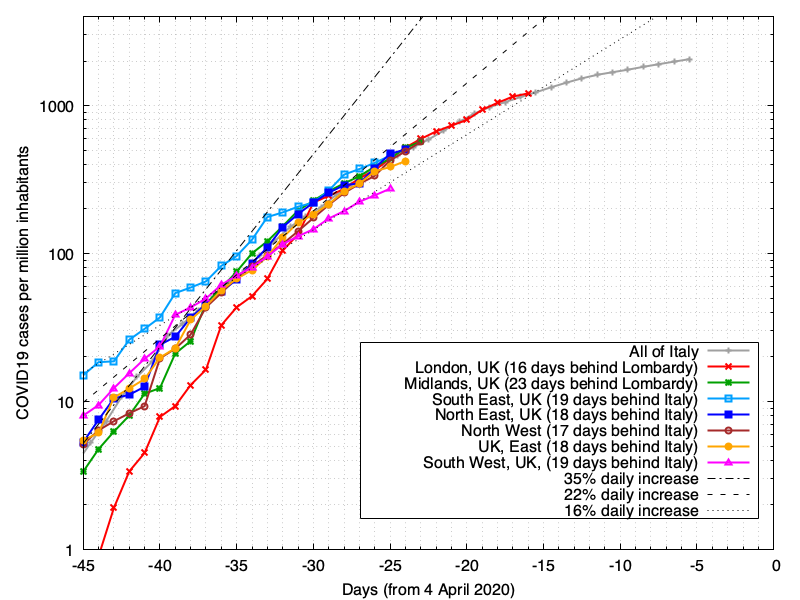 COVID19 cases per million inhabitants
1000
100
10
1
All of Italy
London, UK (16 days behind Lombardy)
Midlands, UK (23 days behind Lombardy)
South East, UK (19 days behind Italy)
North East, UK (18 days behind Italy)
North West (17 days behind Italy)
UK, East (18 days behind Italy)
South West, UK, (19 days behind Italy)
35% daily increase
22% daily increase
16% daily increase
-45 -40 -35 -30 -25 -20 -15 -10 -5 0
Days (from 4 April 2020)